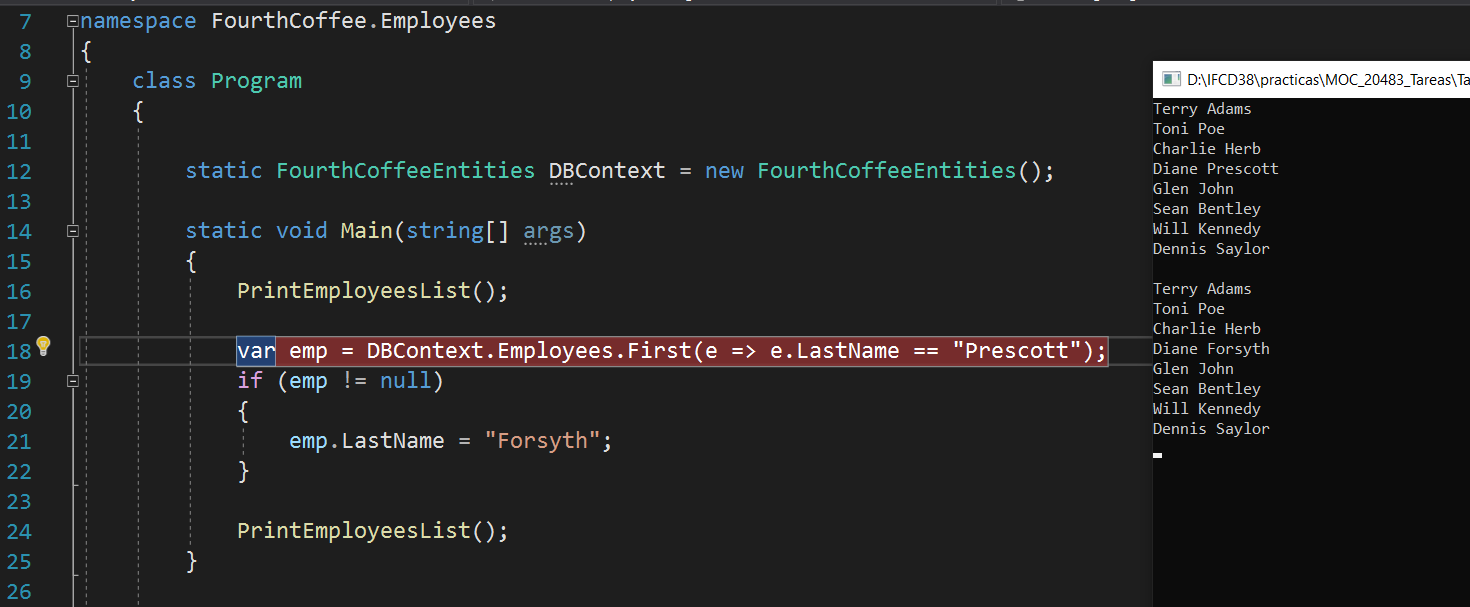 7 namespace FourthCoffee.Employees
8 {
9 class Program
10 {
11
12 static FourthCoffeeEntities DBContext = new FourthCoffeeEntities();
13
14 static void Main(string[] args)
15 {
16 PrintEmployeesList();
17
18 var emp = DBContext.Employees.First(e => e.LastName == "Prescott");
19 if (emp != null)
20 {
21 emp.LastName = "Forsyth";
22 }
23
24 PrintEmployeesList();
25 }
26
D:\IFCD38\practicas\MOC_20483_Tareas\Ta
Terry Adams
Toni Poe
Charlie Herb
Diane Prescott
Glen John
Sean Bentley
Will Kennedy
Dennis Saylor
Terry Adams
Toni Poe
Charlie Herb
Diane Forsyth
Glen John
Sean Bentley
Will Kennedy
Dennis Saylor